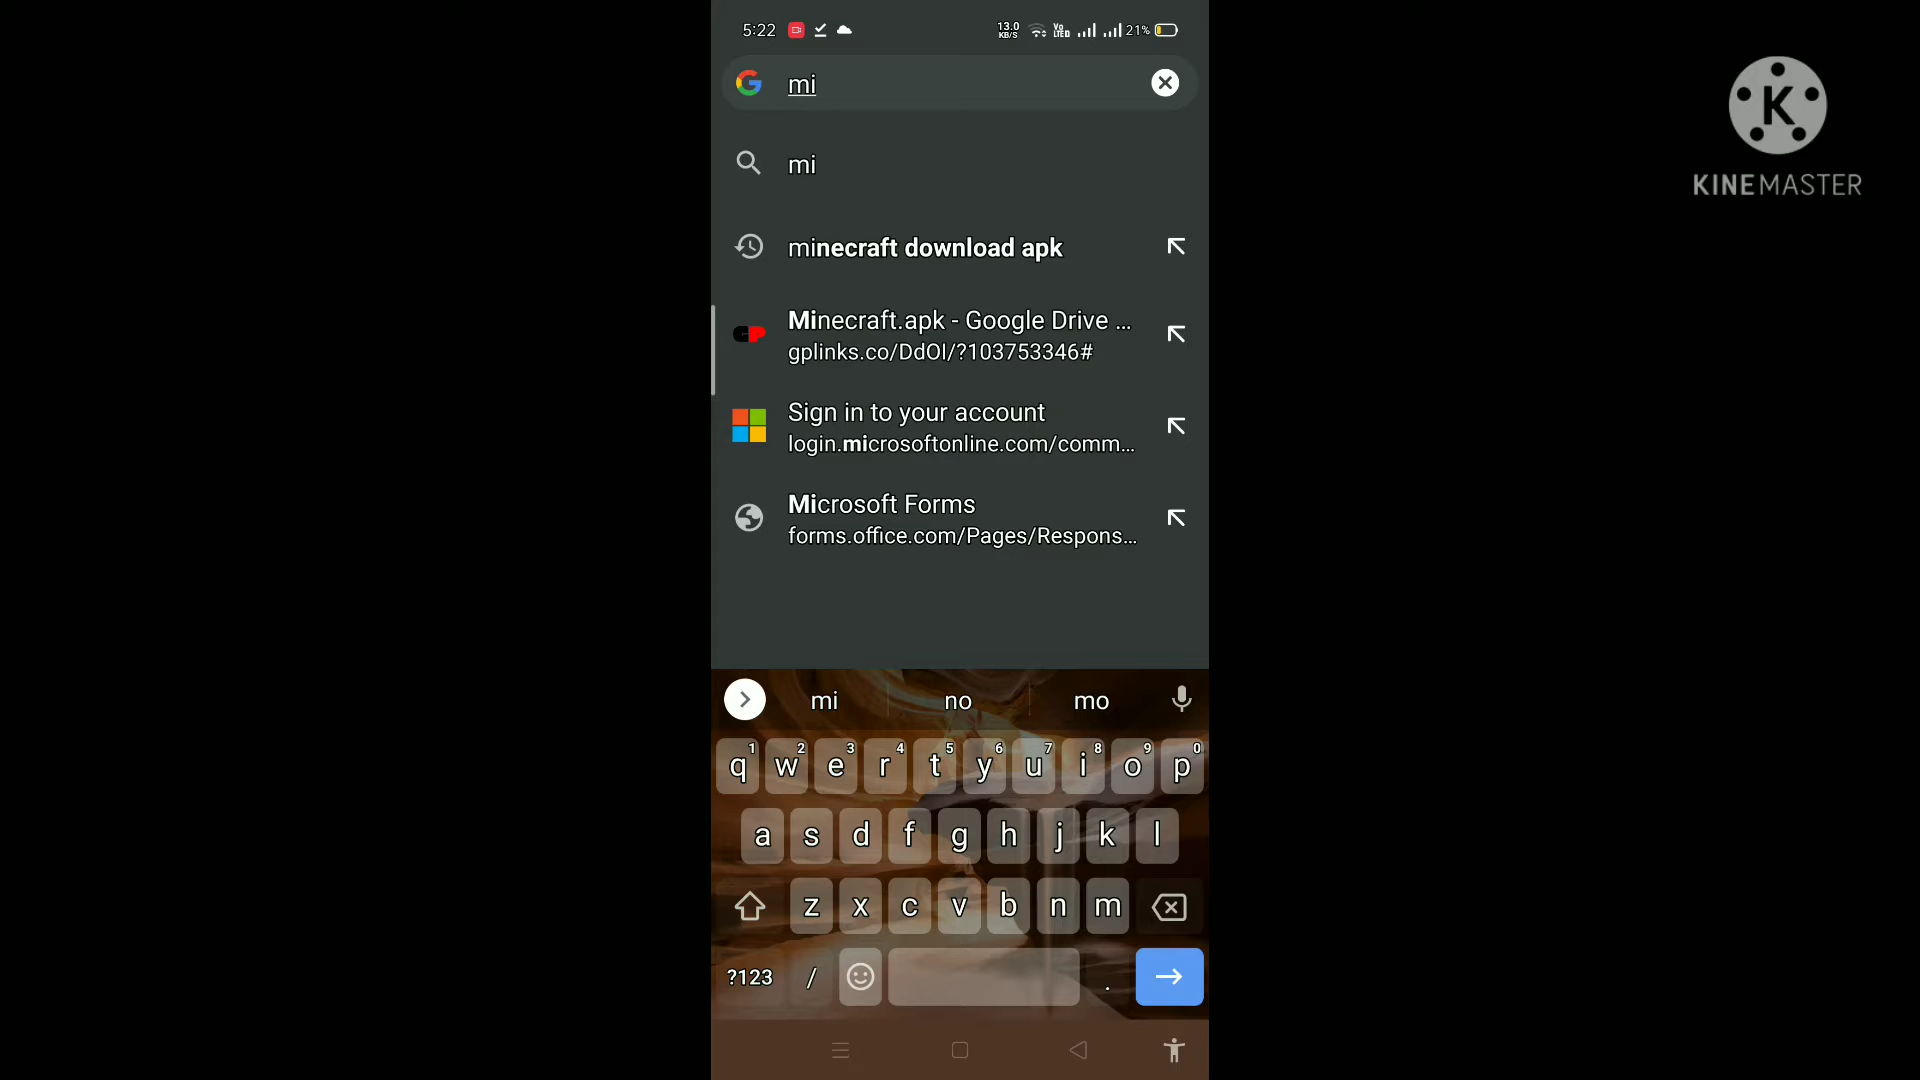 5:22 13.0 KB/S Vo LTE 21%
mi
mi
minecraft download apk
Minecraft.apk - Google Drive ...
gplinks.co/DdOl/?103753346#
Sign in to your account
login.microsoftonline.com/comm...
Microsoft Forms
forms.office.com/Pages/Respons...
mi no mo
1 2 3 4 5 6 7 8 9 0
q w e r t y u i o p
a s d f g h j k l
z x c v b n m
?123 / .
K
KINEMASTER